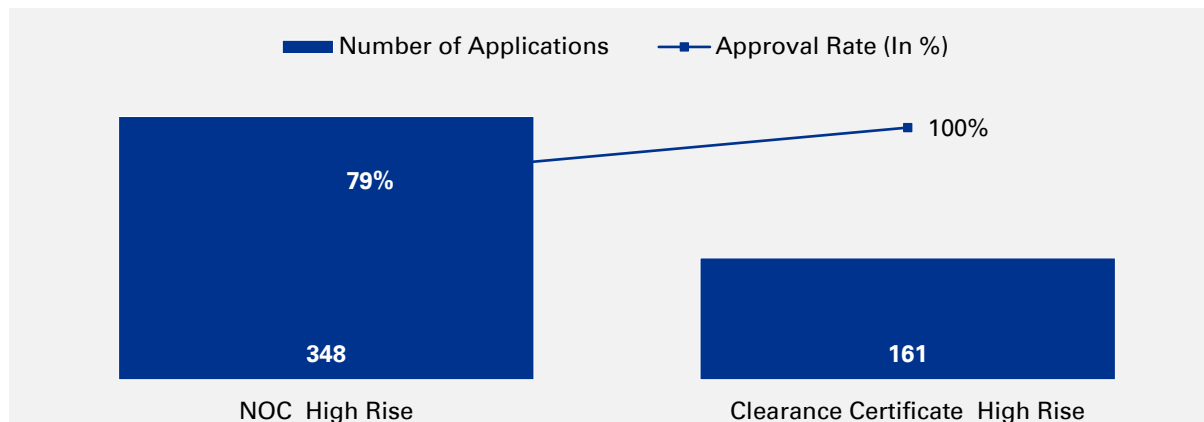 Number of Applications
Approval Rate (In %)
79%
100%
348
161
NOC High Rise
Clearance Certificate High Rise